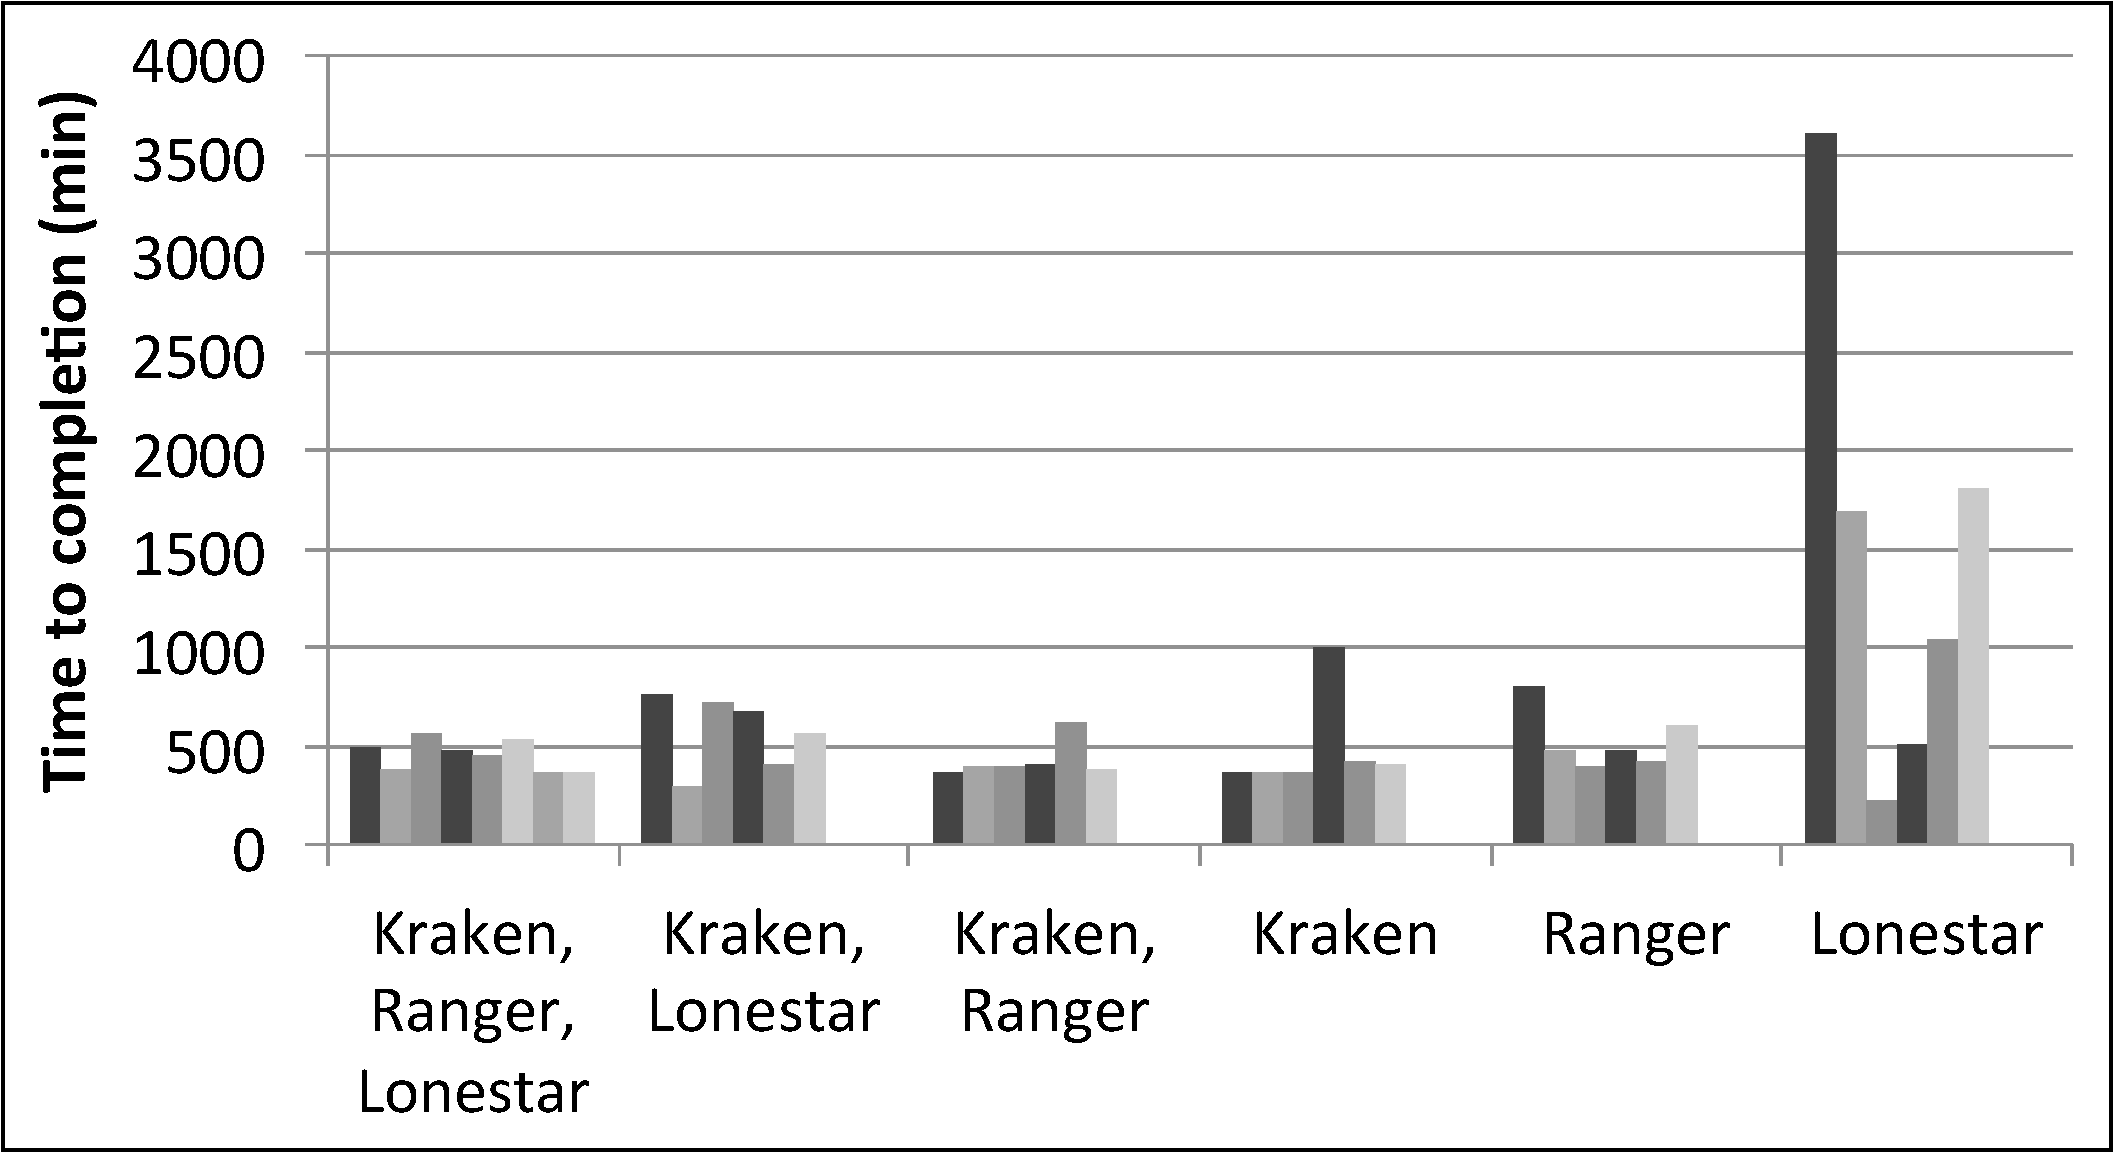 Time to completion (min)
4000
3500
3000
2500
2000
1500
1000
500
0
Kraken,
Ranger,
Lonestar
Kraken,
Lonestar
Kraken,
Ranger
Kraken
Ranger
Lonestar